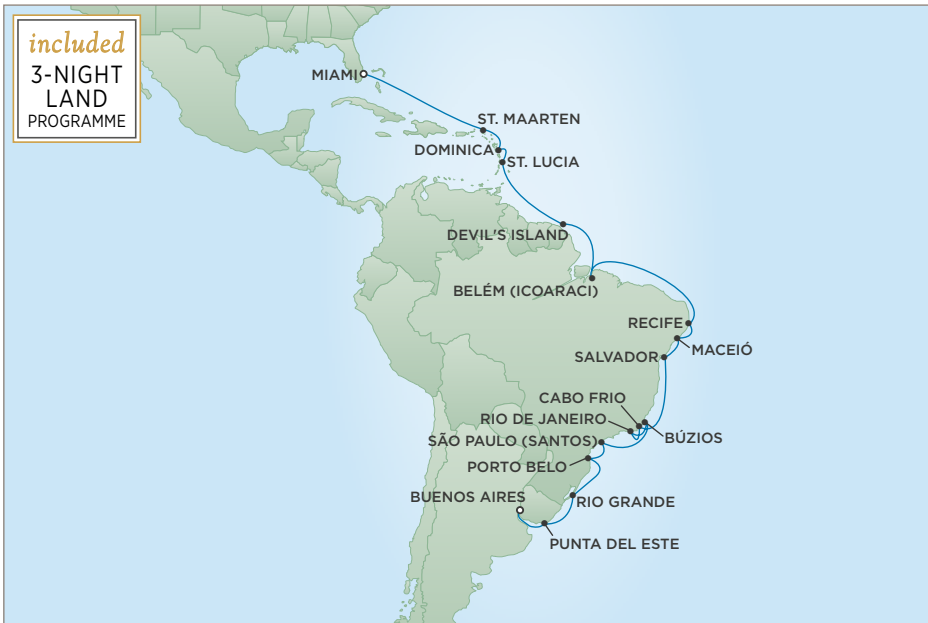 included
3-NIGHT
LAND
PROGRAMME
MIAMI
ST. MAARTEN
DOMINICA
ST. LUCIA
DEVIL'S ISLAND
BELÉM (ICOARACI)
RECIFE
MACEIÓ
SALVADOR
CABO FRIO
RIO DE JANEIRO
BÚZIOS
SÃO PAULO (SANTOS)
PORTO BELO
BUENOS AIRES
RIO GRANDE
PUNTA DEL ESTE